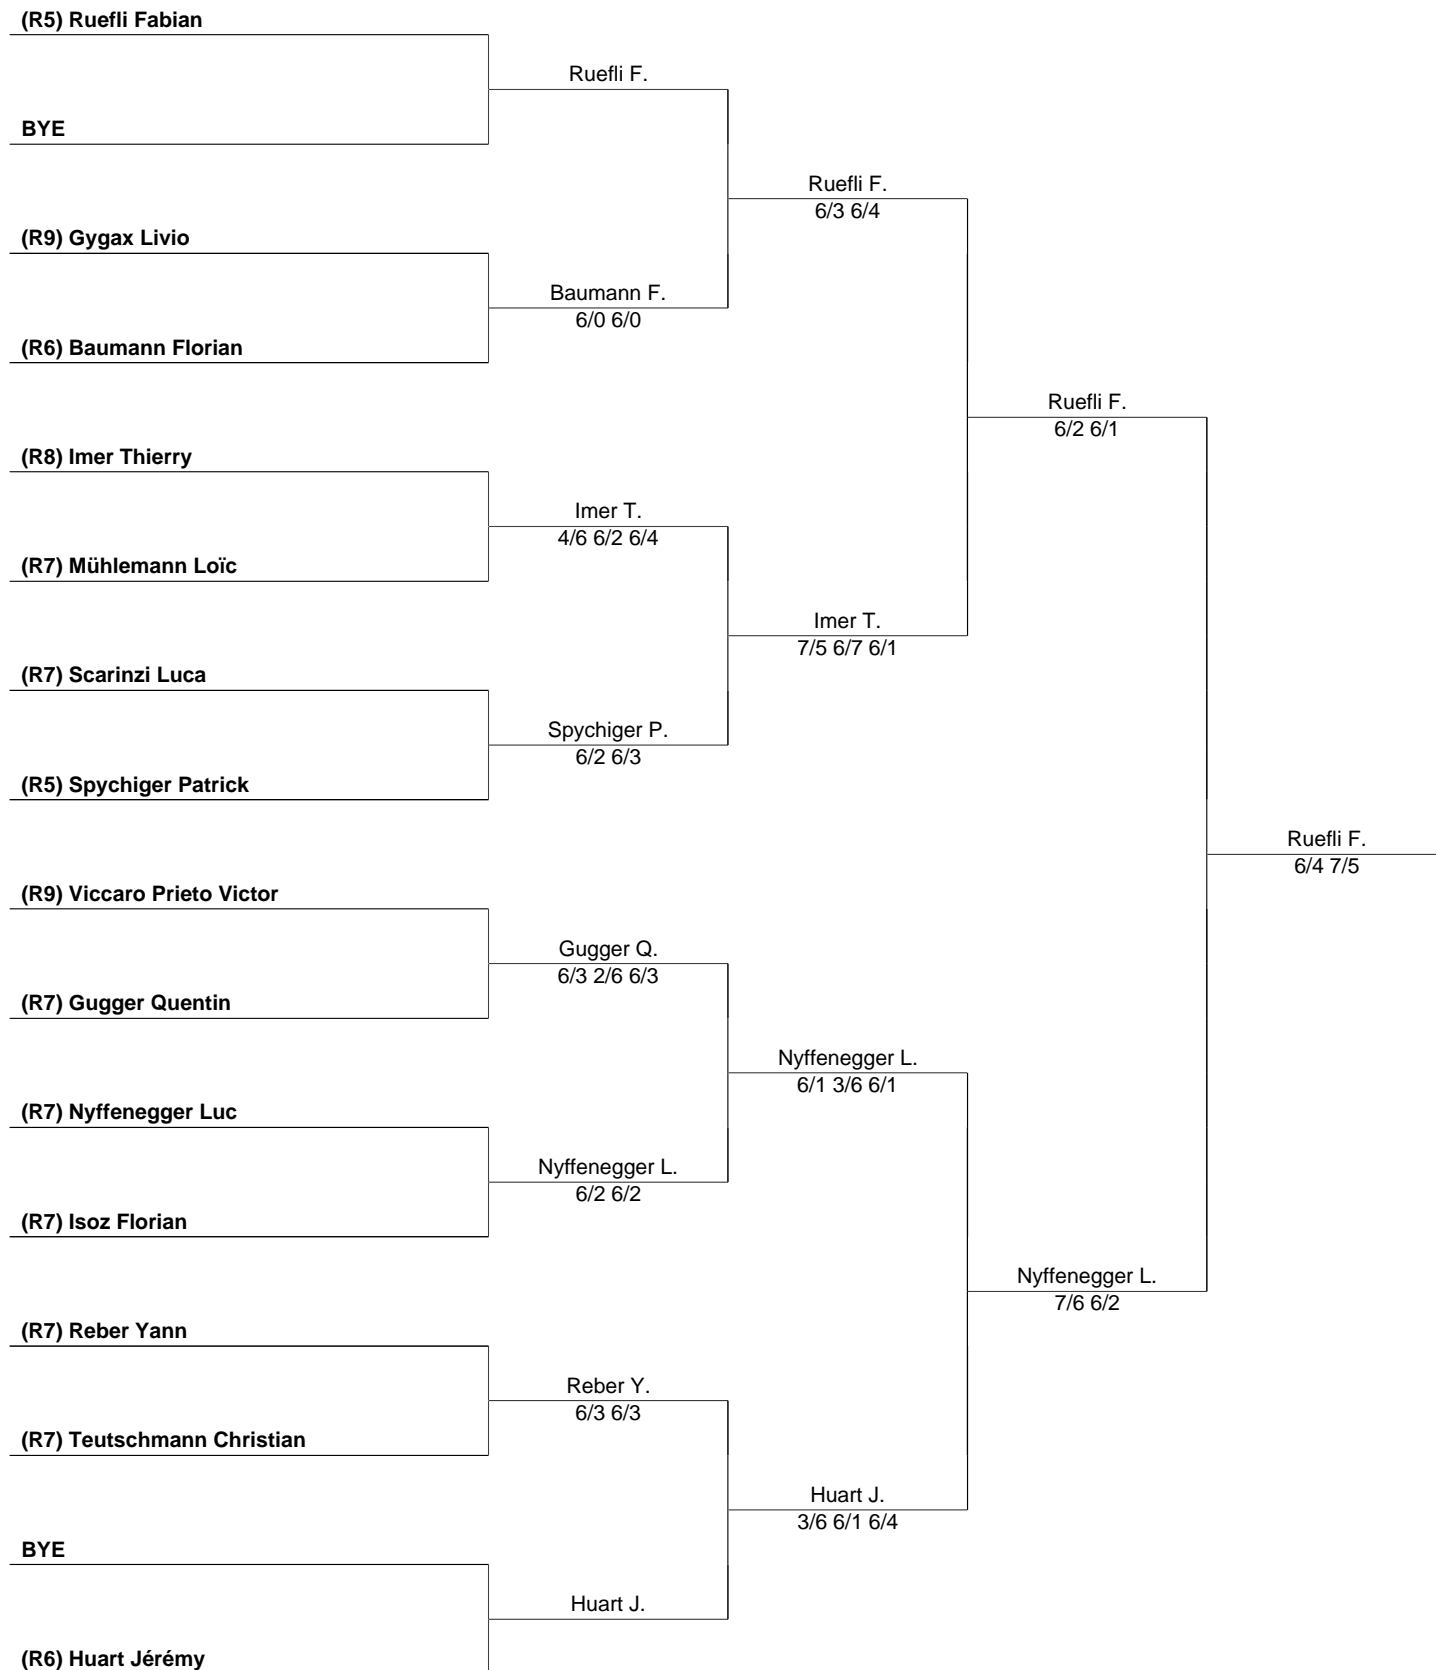 (R5) Ruefli Fabian
Ruefli F.
BYE
Ruefli F.
6/3 6/4
(R9) Gygax Livio
Baumann F.
6/0 6/0
(R6) Baumann Florian
Ruefli F.
6/2 6/1
(R8) Imer Thierry
Imer T.
4/6 6/2 6/4
(R7) Mühlemann Loïc
Imer T.
7/5 6/7 6/1
(R7) Scarinzi Luca
Spychiger P.
6/2 6/3
(R5) Spychiger Patrick
Ruefli F.
6/4 7/5
(R9) Viccaro Prieto Victor
Gugger Q.
6/3 2/6 6/3
(R7) Gugger Quentin
Nyffenegger L.
6/1 3/6 6/1
(R7) Nyffenegger Luc
Nyffenegger L.
6/2 6/2
(R7) Isoz Florian
Nyffenegger L.
7/6 6/2
(R7) Reber Yann
Reber Y.
6/3 6/3
(R7) Teutschmann Christian
Huart J.
3/6 6/1 6/4
BYE
Huart J.
(R6) Huart Jérémy